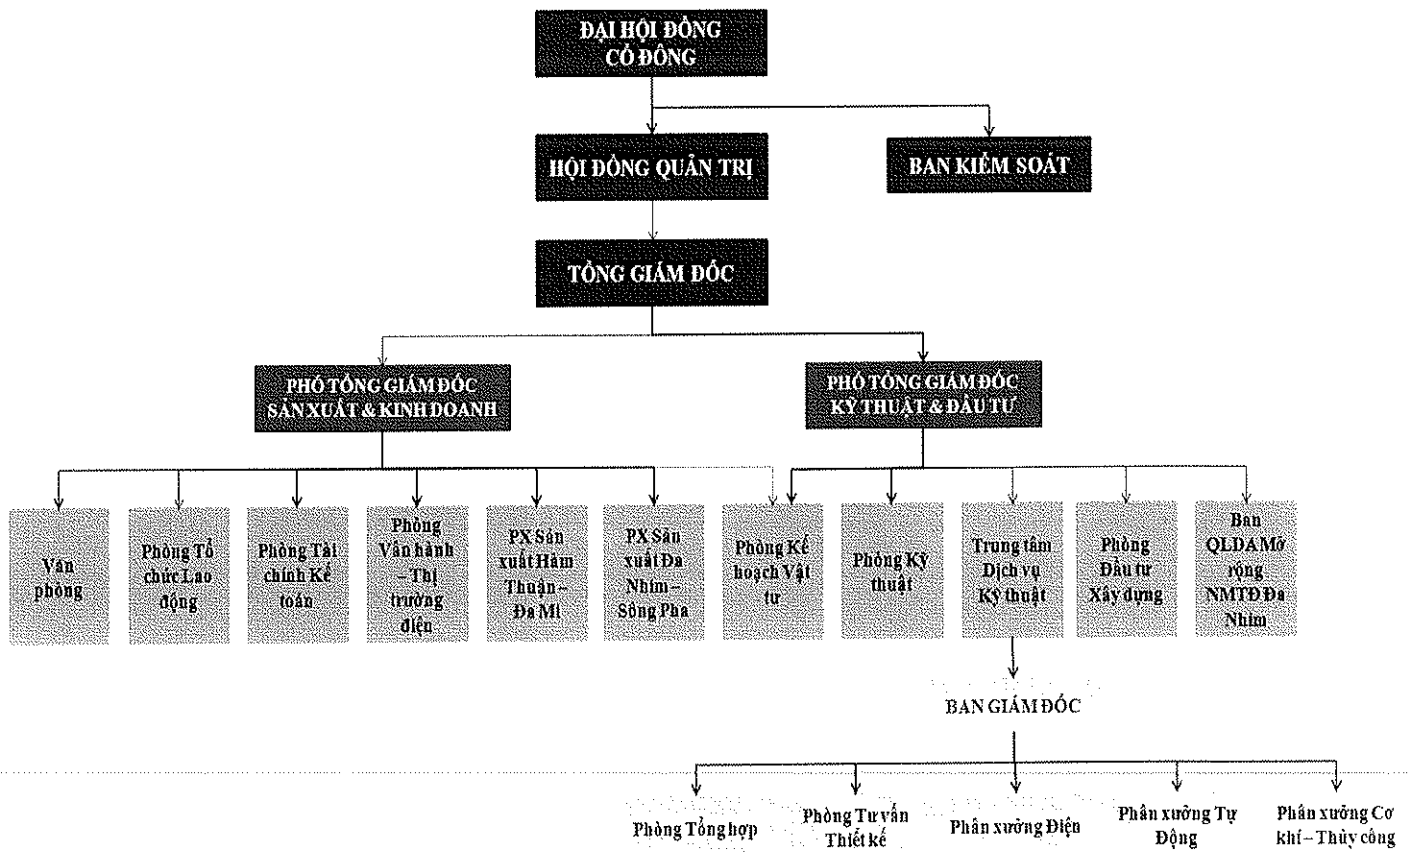 ĐẠI HỘI ĐỒNG
CỔ ĐÔNG
HỘI ĐỒNG QUẢN TRỊ
BAN KIỂM SOÁT
TỔNG GIÁM ĐỐC
PHÓ TỔNG GIÁM ĐỐC
SẢN XUẤT & KINH DOANH
PHÓ TỔNG GIÁM ĐỐC
KỸ THUẬT & ĐẦU TƯ
Văn
phòng
Phòng Tổ
chức Lao
động
Phòng Tài
chính Kế
toán
Phòng
Vận hành
– Thị
trường
điện
PX Sản
xuất Hàm
Thuận –
Đa Mi
PX Sản
xuất Đa
Nhim –
Sông Pha
Phòng Kế
hoạch Vật
tư
Phòng Kỹ
thuật
Trung tâm
Dịch vụ
Kỹ thuật
Phòng
Đầu tư
Xây dựng
Ban
QLDA Mở
rộng
NMTĐ Đa
Nhim
BAN GIÁM ĐỐC
Phòng Tổng hợp
Phòng Tư vấn
Thiết kế
Phân xưởng Điện
Phân xưởng Tự
Động
Phân xưởng Cơ
khí – Thủy công